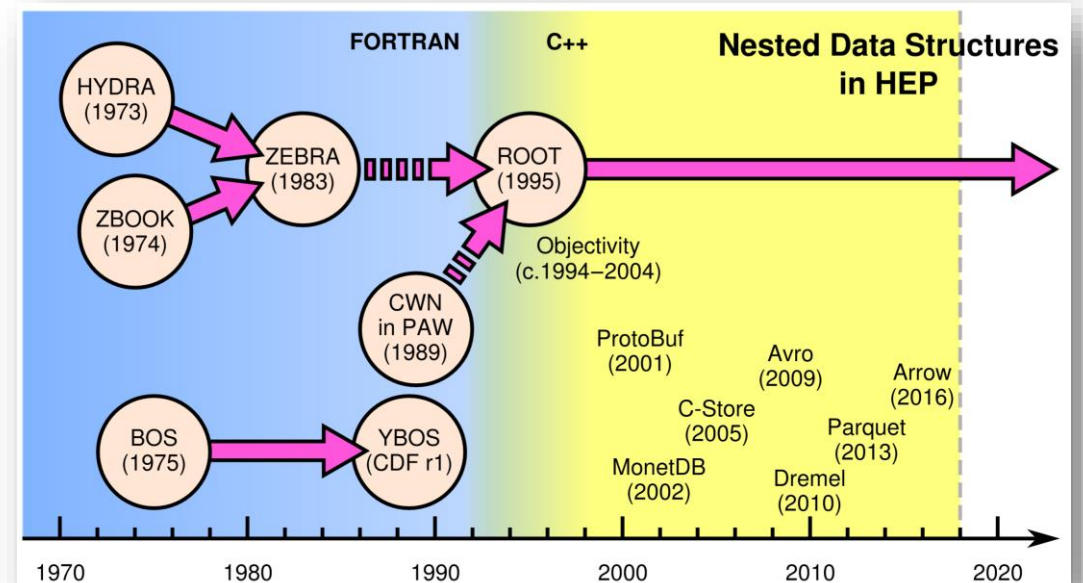 FORTRAN
C++
Nested Data Structures
in HEP
HYDRA
(1973)
ZEBRA
(1983)
ROOT
(1995)
ZBOOK
(1974)
Objectivity
(c.1994–2004)
CWN
in PAW
(1989)
ProtoBuf
(2001)
Avro
(2009)
Arrow
(2016)
C-Store
(2005)
Parquet
(2013)
BOS
(1975)
YBOS
(CDF r1)
MonetDB
(2002)
Dremel
(2010)
1970
1980
1990
2000
2010
2020